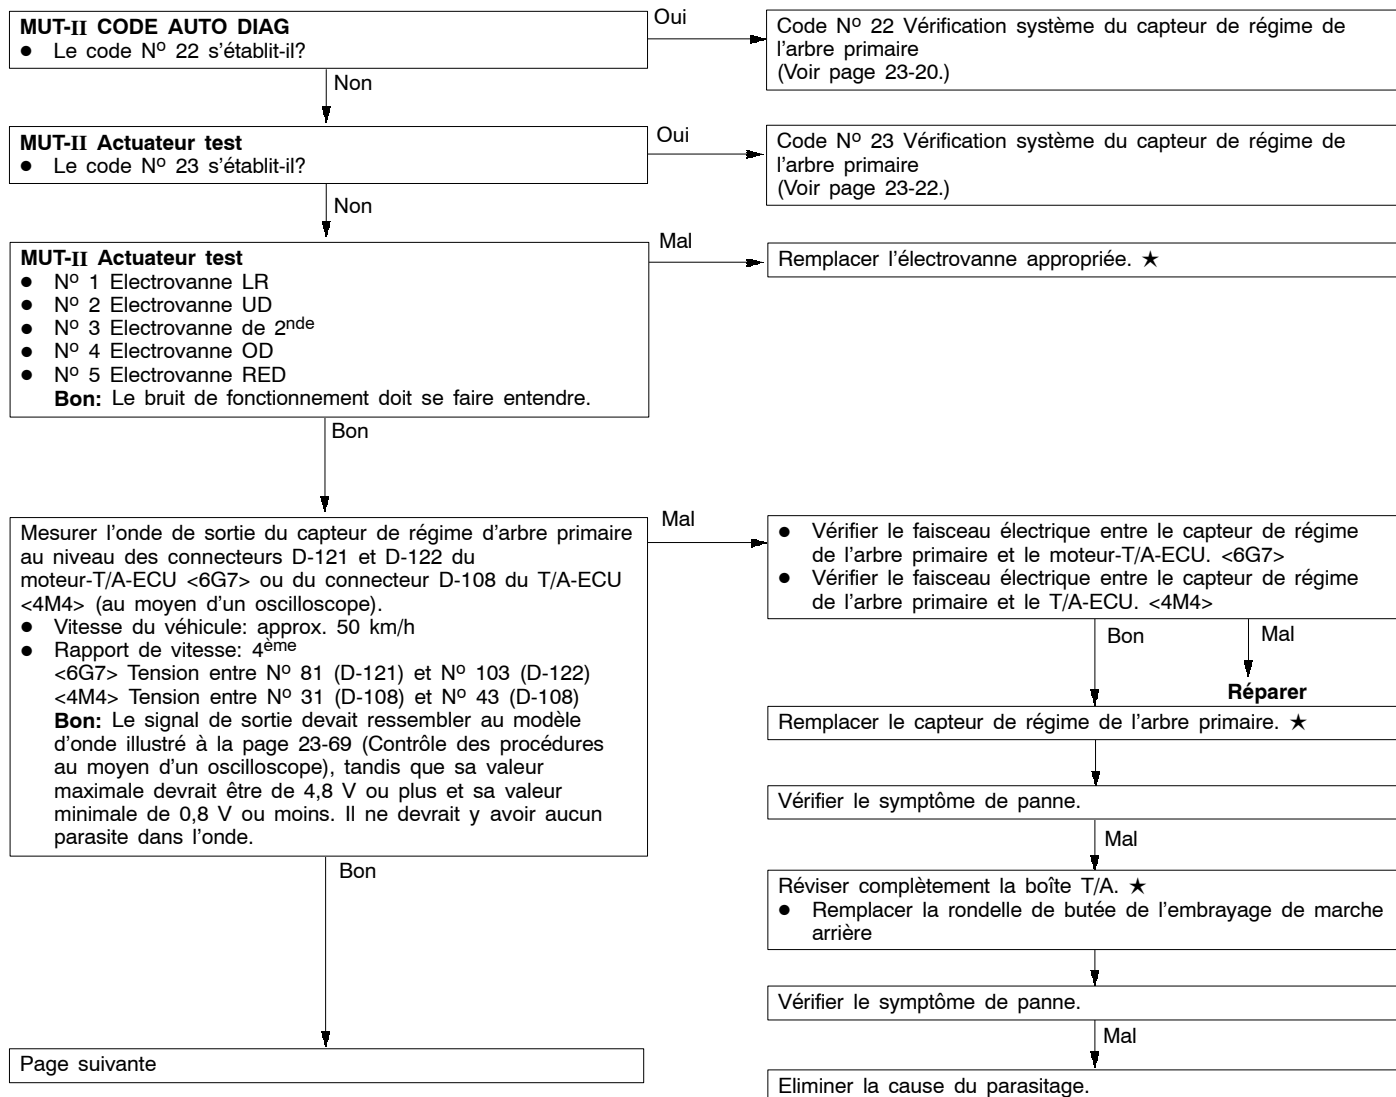 MUT-II CODE AUTO DIAG
● Le code Nº 22 s'établit-il?
Oui
Code Nº 22 Vérification système du capteur de régime de
l'arbre primaire
(Voir page 23-20.)
Non
MUT-II Actuateur test
● Le code Nº 23 s'établit-il?
Oui
Code Nº 23 Vérification système du capteur de régime de
l'arbre primaire
(Voir page 23-22.)
Non
MUT-II Actuateur test
● Nº 1 Electrovanne LR
● Nº 2 Electrovanne UD
● Nº 3 Electrovanne de 2nde
● Nº 4 Electrovanne OD
● Nº 5 Electrovanne RED
Bon: Le bruit de fonctionnement doit se faire entendre.
Mal
Remplacer l'électrovanne appropriée. ★
Bon
Mesurer l'onde de sortie du capteur de régime d'arbre primaire
au niveau des connecteurs D-121 et D-122 du
moteur-T/A-ECU <6G7> ou du connecteur D-108 du T/A-ECU
<4M4> (au moyen d'un oscilloscope).
● Vitesse du véhicule: approx. 50 km/h
● Rapport de vitesse: 4ème
<6G7> Tension entre Nº 81 (D-121) et Nº 103 (D-122)
<4M4> Tension entre Nº 31 (D-108) et Nº 43 (D-108)
Bon: Le signal de sortie devait ressembler au modèle
d'onde illustré à la page 23-69 (Contrôle des procédures
au moyen d'un oscilloscope), tandis que sa valeur
maximale devrait être de 4,8 V ou plus et sa valeur
minimale de 0,8 V ou moins. Il ne devrait y avoir aucun
parasite dans l'onde.
Mal
● Vérifier le faisceau électrique entre le capteur de régime
de l'arbre primaire et le moteur-T/A-ECU. <6G7>
● Vérifier le faisceau électrique entre le capteur de régime
de l'arbre primaire et le T/A-ECU. <4M4>
Bon
Mal
Réparer
Remplacer le capteur de régime de l'arbre primaire. ★
Vérifier le symptôme de panne.
Mal
Réviser complètement la boîte T/A. ★
● Remplacer la rondelle de butée de l'embrayage de marche
arrière
Vérifier le symptôme de panne.
Mal
Eliminer la cause du parasitage.
Bon
Page suivante